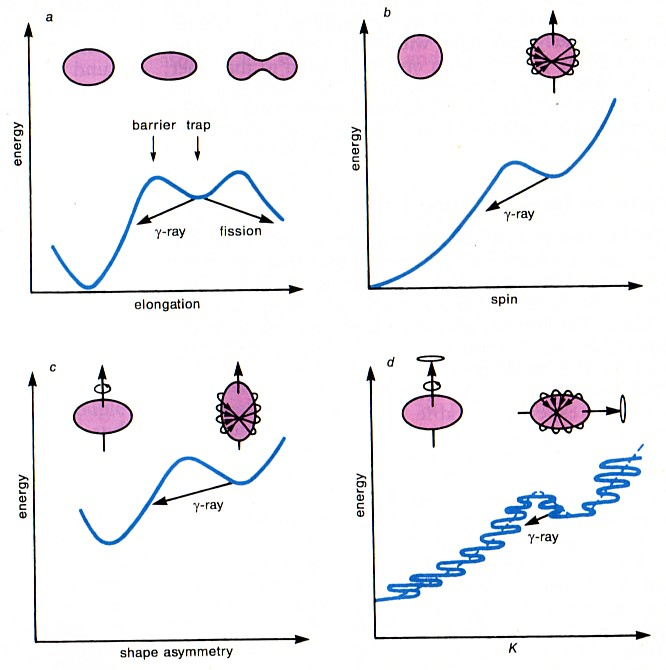 a
energy
barrier trap
γ-ray
fission
elongation
b
energy
γ-ray
spin
c
energy
γ-ray
shape asymmetry
d
energy
γ-ray
K